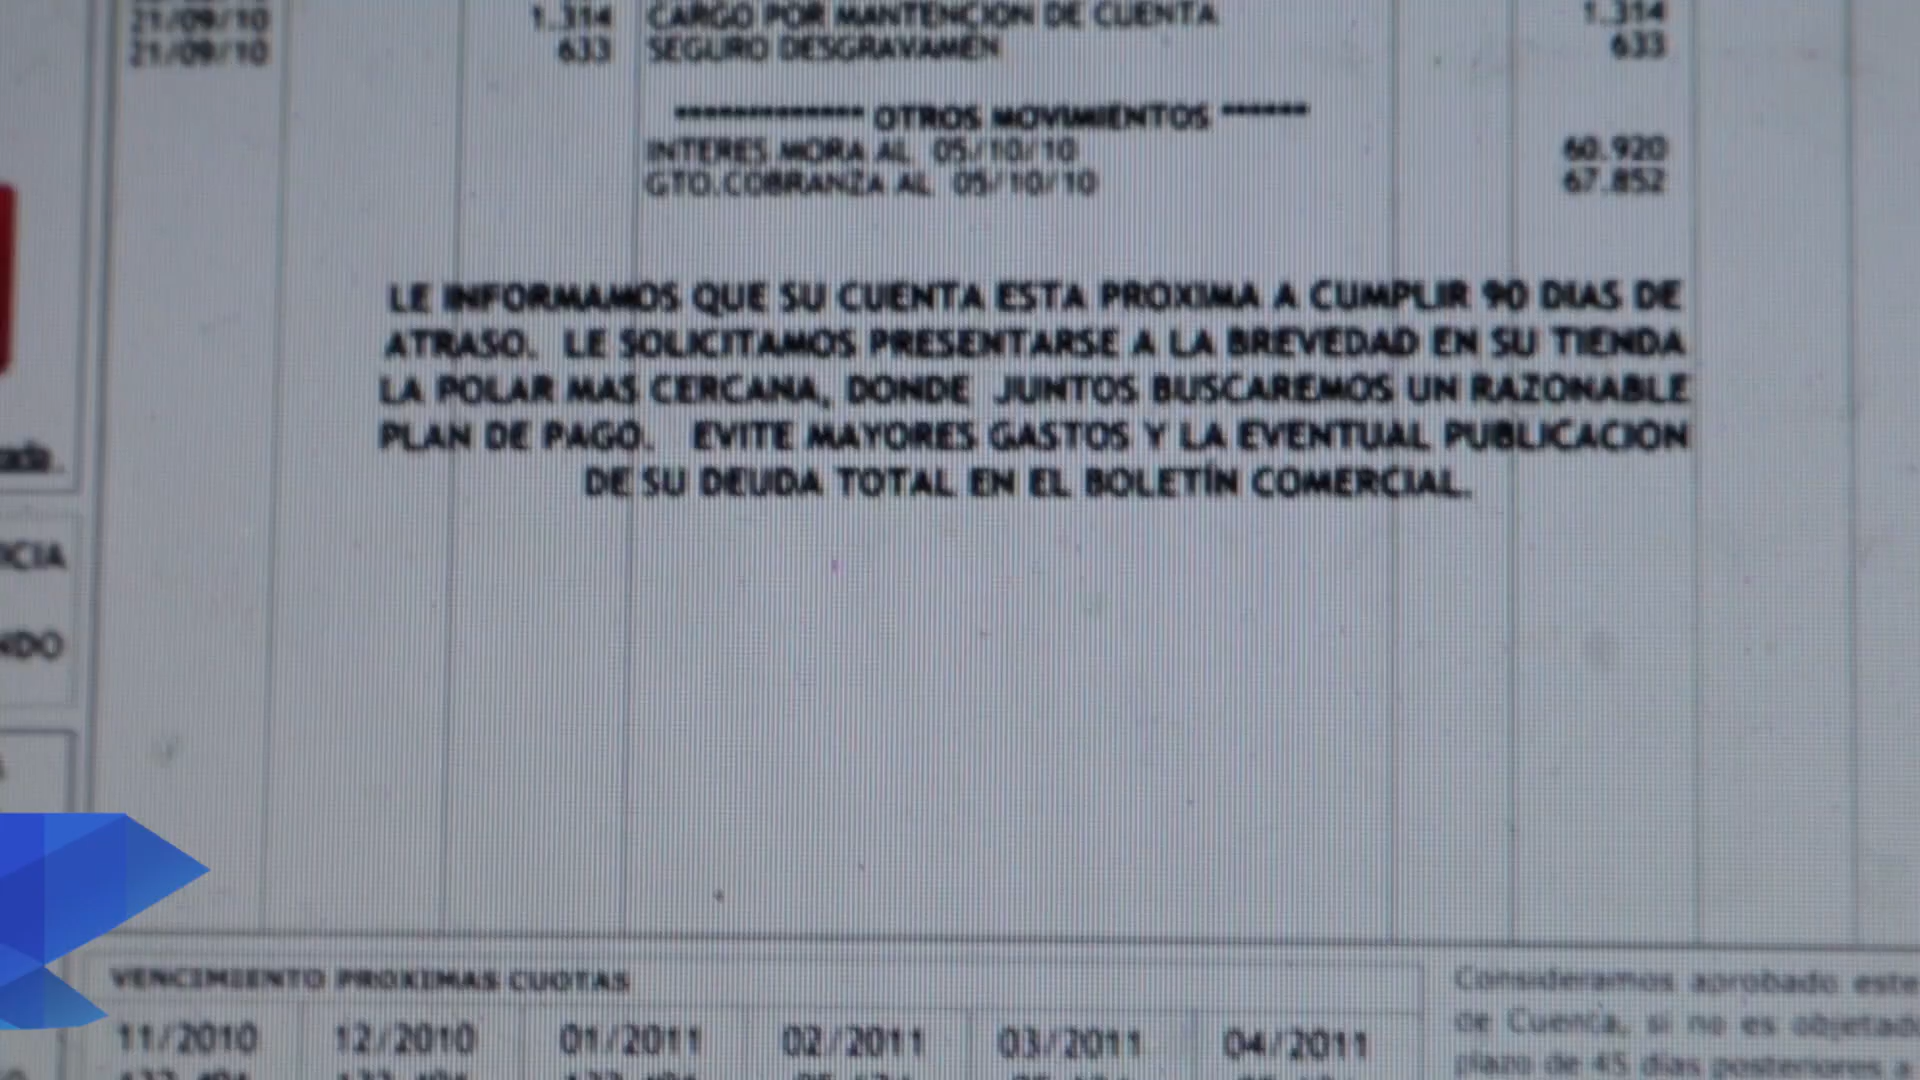 21/09/10 1.314 CARGO POR MANTENCION DE CUENTA 1.314
21/09/10 633 SEGURO DESGRAVAMEN 633
************* OTROS MOVIMIENTOS ******
INTERES MORA AL 05/10/10 60.920
GTO.COBRANZA AL 05/10/10 67.852
LE INFORMAMOS QUE SU CUENTA ESTA PROXIMA A CUMPLIR 90 DIAS DE
ATRASO. LE SOLICITAMOS PRESENTARSE A LA BREVEDAD EN SU TIENDA
LA POLAR MAS CERCANA, DONDE JUNTOS BUSCAREMOS UN RAZONABLE
PLAN DE PAGO. EVITE MAYORES GASTOS Y LA EVENTUAL PUBLICACION
DE SU DEUDA TOTAL EN EL BOLETÍN COMERCIAL.
ICIA
NDO
VENCIMIENTO PROXIMAS CUOTAS
11/2010 12/2010 01/2011 02/2011 03/2011 04/2011
Consideramos aprobado este
de Cuenta, si no es objetado
plazo de 45 días posteriores a